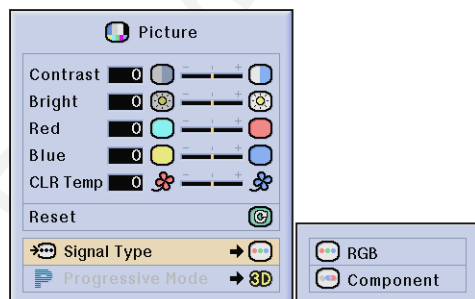 Picture
Contrast 0 - +
Bright 0 - +
Red 0 - +
Blue 0 - +
CLR Temp 0 - +
Reset
Signal Type
Progressive Mode 3D
RGB
Component